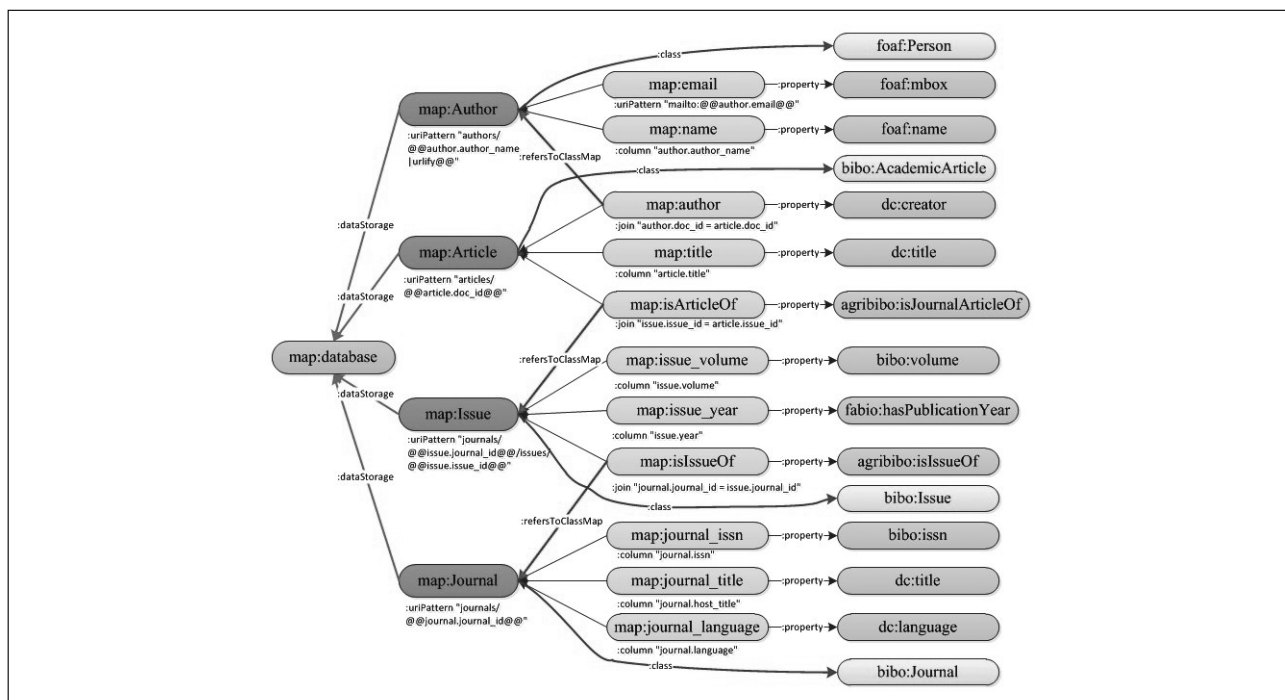 :class
foaf:Person
map:email
:property
foaf:mbox
:uriPattern "mailto:@@author.email@@"
map:Author
:uriPattern "authors/
@@author.author_name
|urlify@@"
map:name
:property
foaf:name
:column "author.author_name"
:refersToClassMap
:class
bibo:AcademicArticle
map:author
:property
dc:creator
:join "author.doc_id = article.doc_id"
:dataStorage
map:Article
:uriPattern "articles/
@@article.doc_id@@"
map:title
:property
dc:title
:column "article.title"
:dataStorage
map:isArticleOf
:property
agribibo:isJournalArticleOf
:join "issue.issue_id = article.issue_id"
map:database
:refersToClassMap
map:issue_volume
:property
bibo:volume
:column "issue.volume"
:dataStorage
map:Issue
:uriPattern "journals/
@@issue.journal_id@@/issues/
@@issue.issue_id@@"
map:issue_year
:property
fabio:hasPublicationYear
:column "issue.year"
map:isIssueOf
:property
agribibo:isIssueOf
:join "journal.journal_id = issue.journal_id"
:dataStorage
:class
bibo:Issue
:refersToClassMap
map:journal_issn
:property
bibo:issn
:column "journal.issn"
map:Journal
:uriPattern "journals/
@@journal.journal_id@@"
map:journal_title
:property
dc:title
:column "journal.host_title"
map:journal_language
:property
dc:language
:column "journal.language"
:class
bibo:Journal